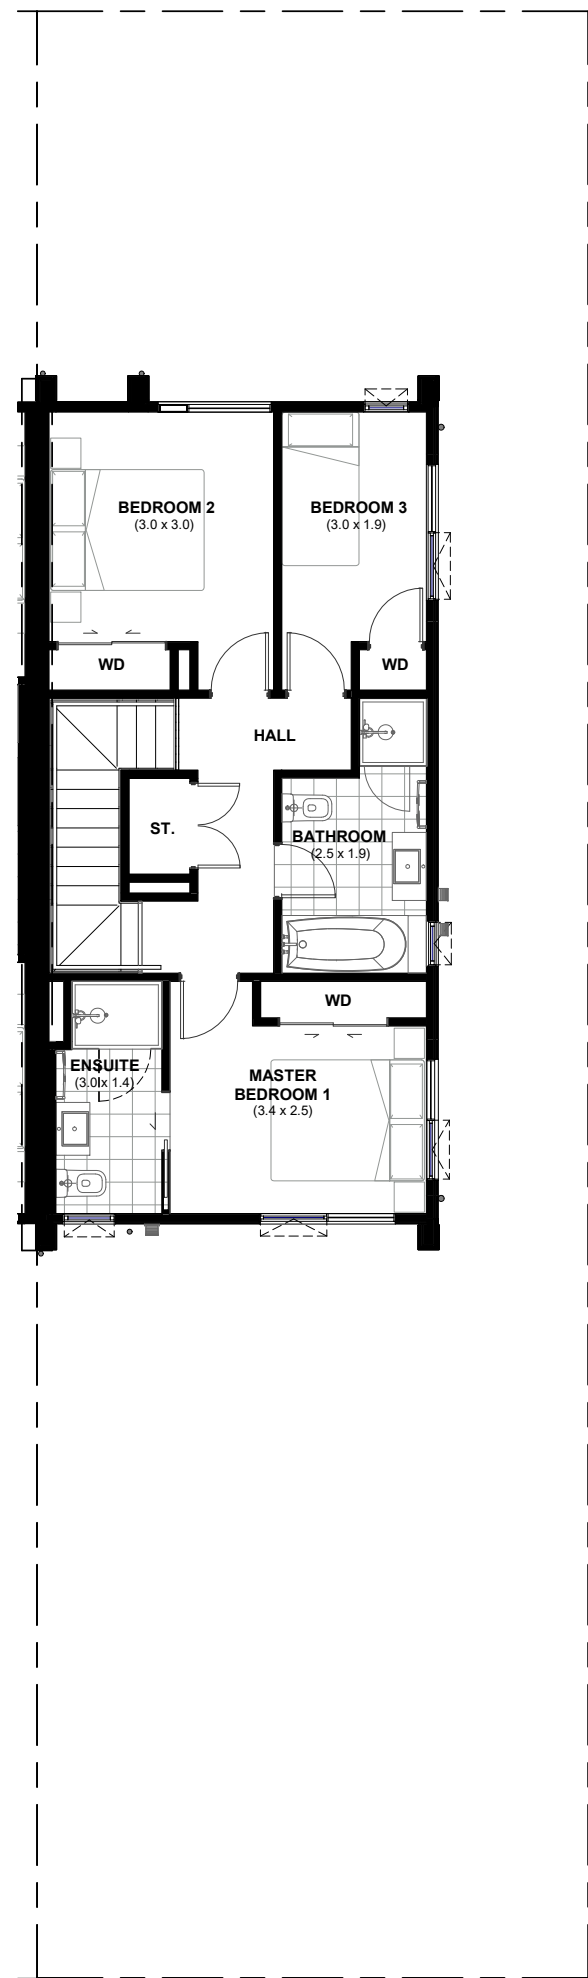 BEDROOM 2
(3.0 x 3.0)
BEDROOM 3
(3.0 x 1.9)
WD
WD
HALL
ST.
BATHROOM
(2.5 x 1.9)
WD
ENSUITE
(3.0 x 1.4)
MASTER
BEDROOM 1
(3.4 x 2.5)